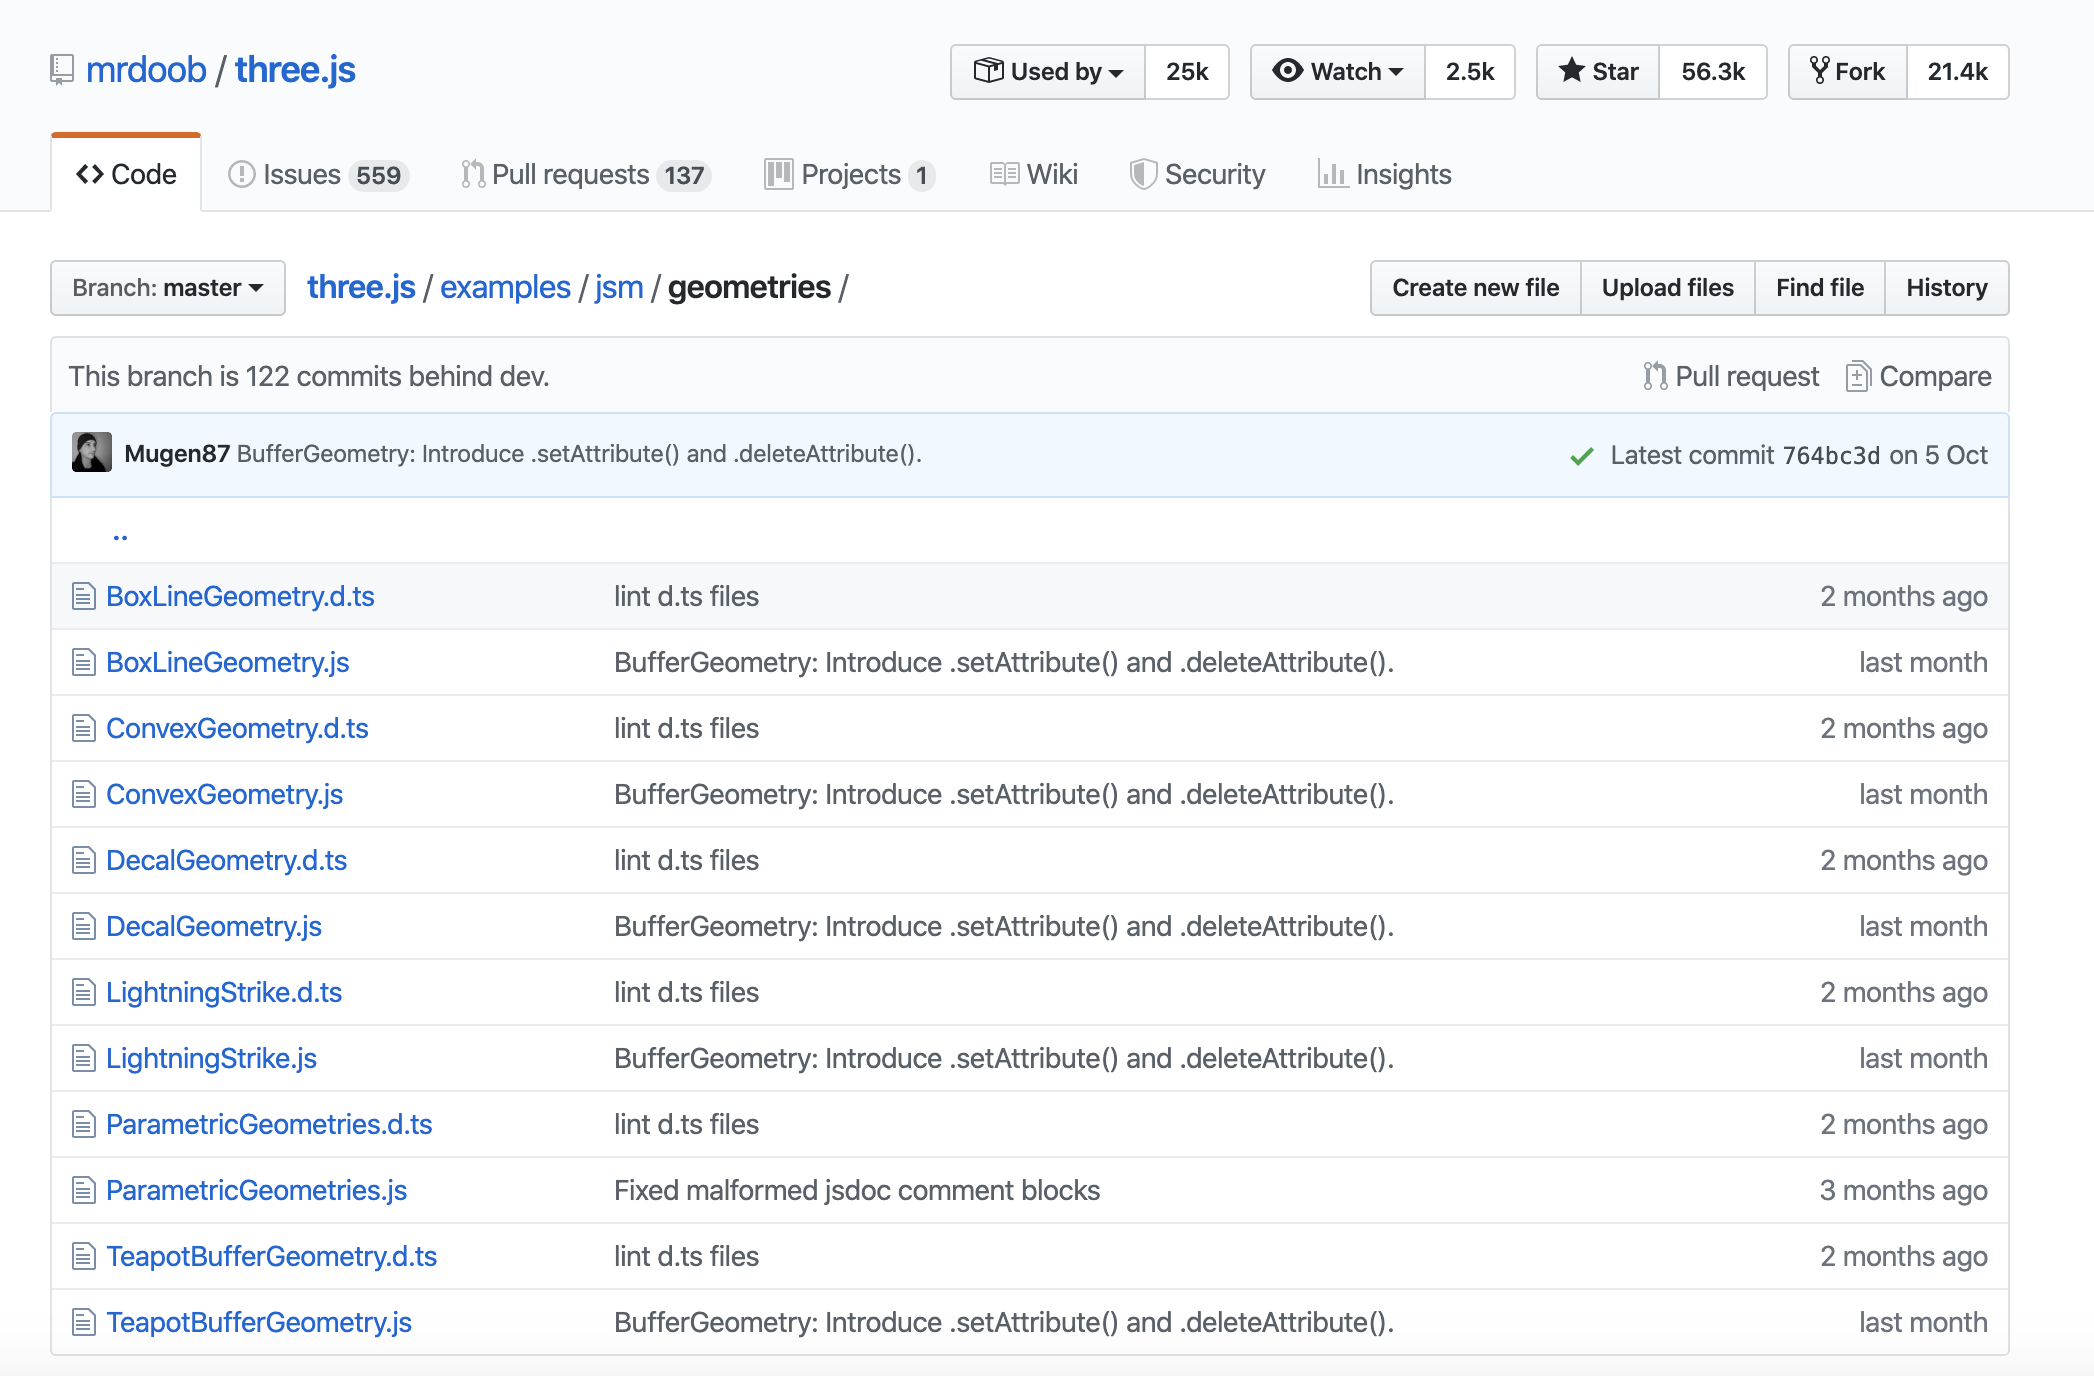 mrdoob / three.js
Used by 25k
Watch 2.5k
Star 56.3k
Fork 21.4k
Code
Issues 559
Pull requests 137
Projects 1
Wiki
Security
Insights
Branch: master
three.js / examples / jsm / geometries /
Create new file
Upload files
Find file
History
This branch is 122 commits behind dev.
Pull request
Compare
Mugen87 BufferGeometry: Introduce .setAttribute() and .deleteAttribute().
Latest commit 764bc3d on 5 Oct
..
BoxLineGeometry.d.ts lint d.ts files 2 months ago
BoxLineGeometry.js BufferGeometry: Introduce .setAttribute() and .deleteAttribute(). last month
ConvexGeometry.d.ts lint d.ts files 2 months ago
ConvexGeometry.js BufferGeometry: Introduce .setAttribute() and .deleteAttribute(). last month
DecalGeometry.d.ts lint d.ts files 2 months ago
DecalGeometry.js BufferGeometry: Introduce .setAttribute() and .deleteAttribute(). last month
LightningStrike.d.ts lint d.ts files 2 months ago
LightningStrike.js BufferGeometry: Introduce .setAttribute() and .deleteAttribute(). last month
ParametricGeometries.d.ts lint d.ts files 2 months ago
ParametricGeometries.js Fixed malformed jsdoc comment blocks 3 months ago
TeapotBufferGeometry.d.ts lint d.ts files 2 months ago
TeapotBufferGeometry.js BufferGeometry: Introduce .setAttribute() and .deleteAttribute(). last month